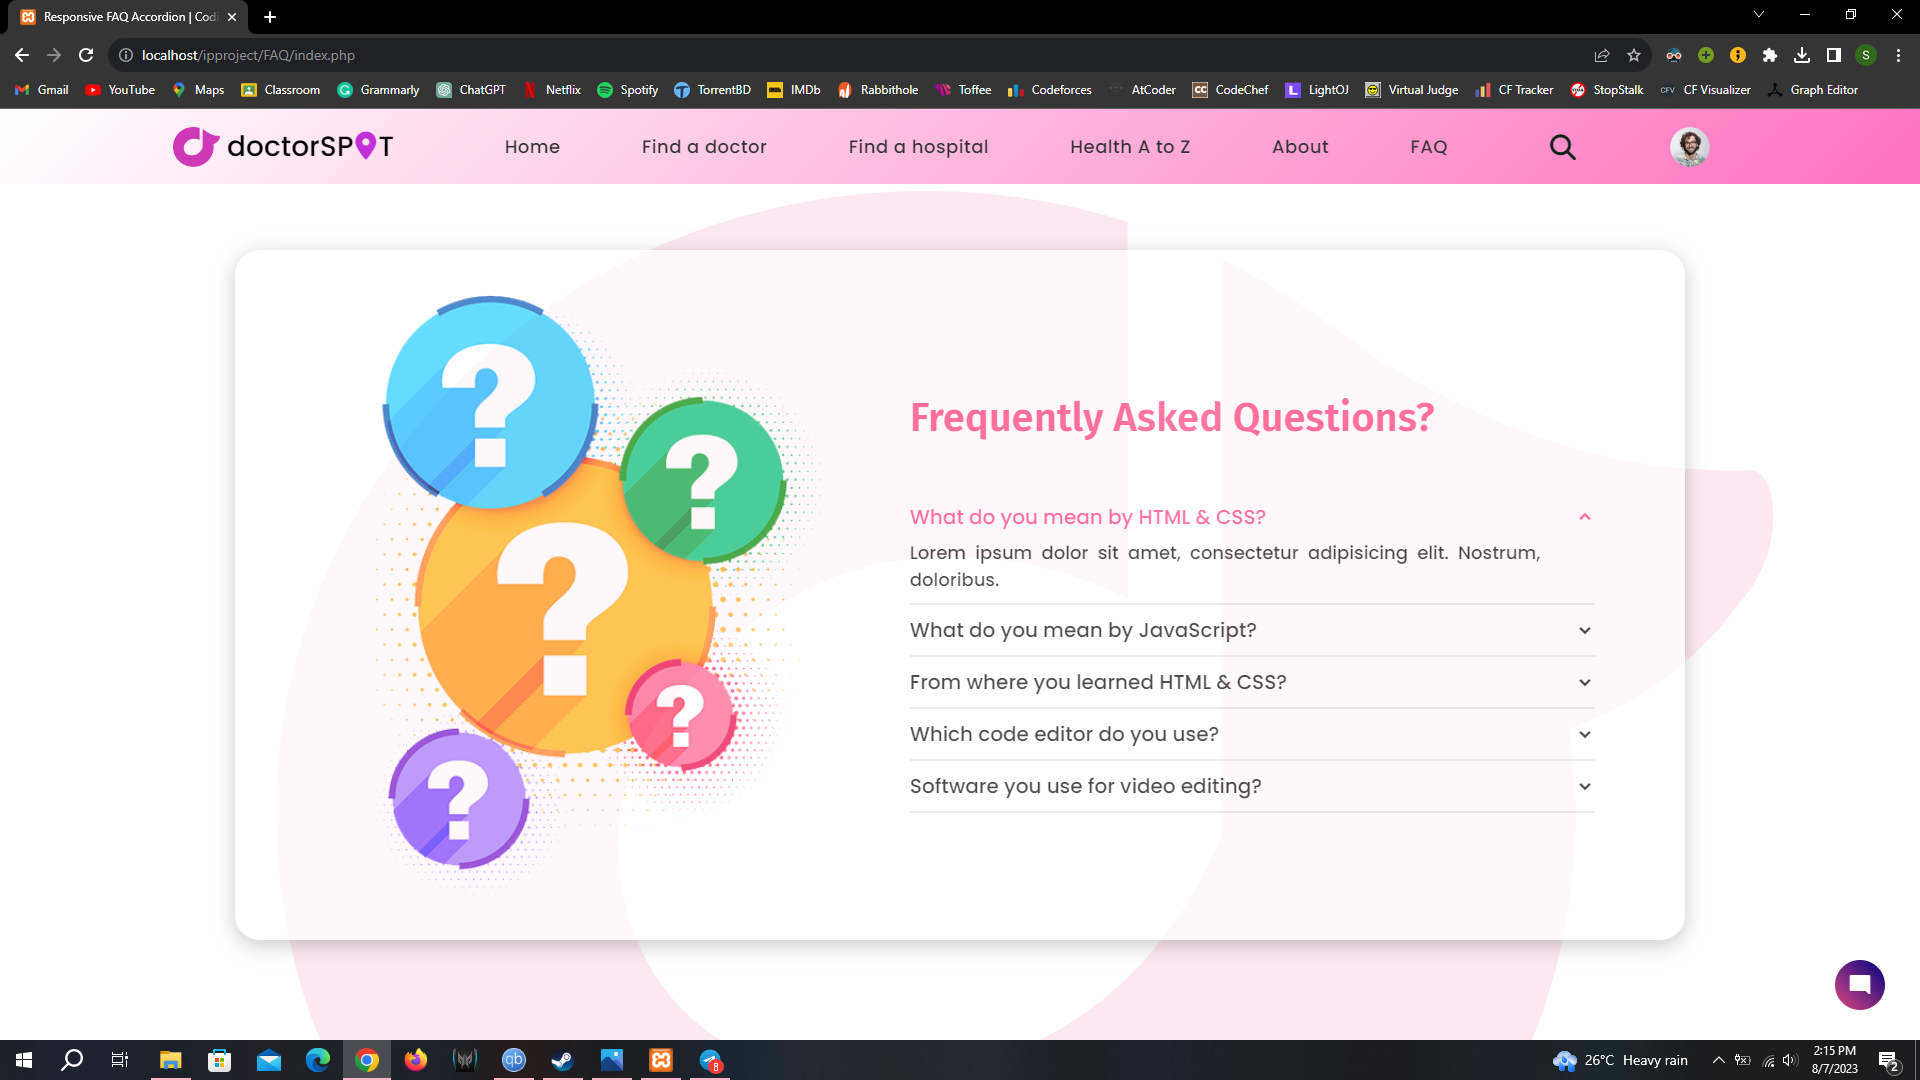 Responsive FAQ Accordion | Codi
localhost/ipproject/FAQ/index.php
S
Gmail YouTube Maps Classroom Grammarly ChatGPT Netflix Spotify TorrentBD IMDb Rabbithole Toffee Codeforces AtCoder CodeChef LightOJ Virtual Judge CF Tracker StopStalk CF Visualizer Graph Editor
doctorSPOT Home Find a doctor Find a hospital Health A to Z About FAQ
? ? ? ? ?
Frequently Asked Questions?
What do you mean by HTML & CSS?
Lorem ipsum dolor sit amet, consectetur adipisicing elit. Nostrum,
doloribus.
What do you mean by JavaScript?
From where you learned HTML & CSS?
Which code editor do you use?
Software you use for video editing?
qb 8 26°C Heavy rain 2:15 PM
8/7/2023 2